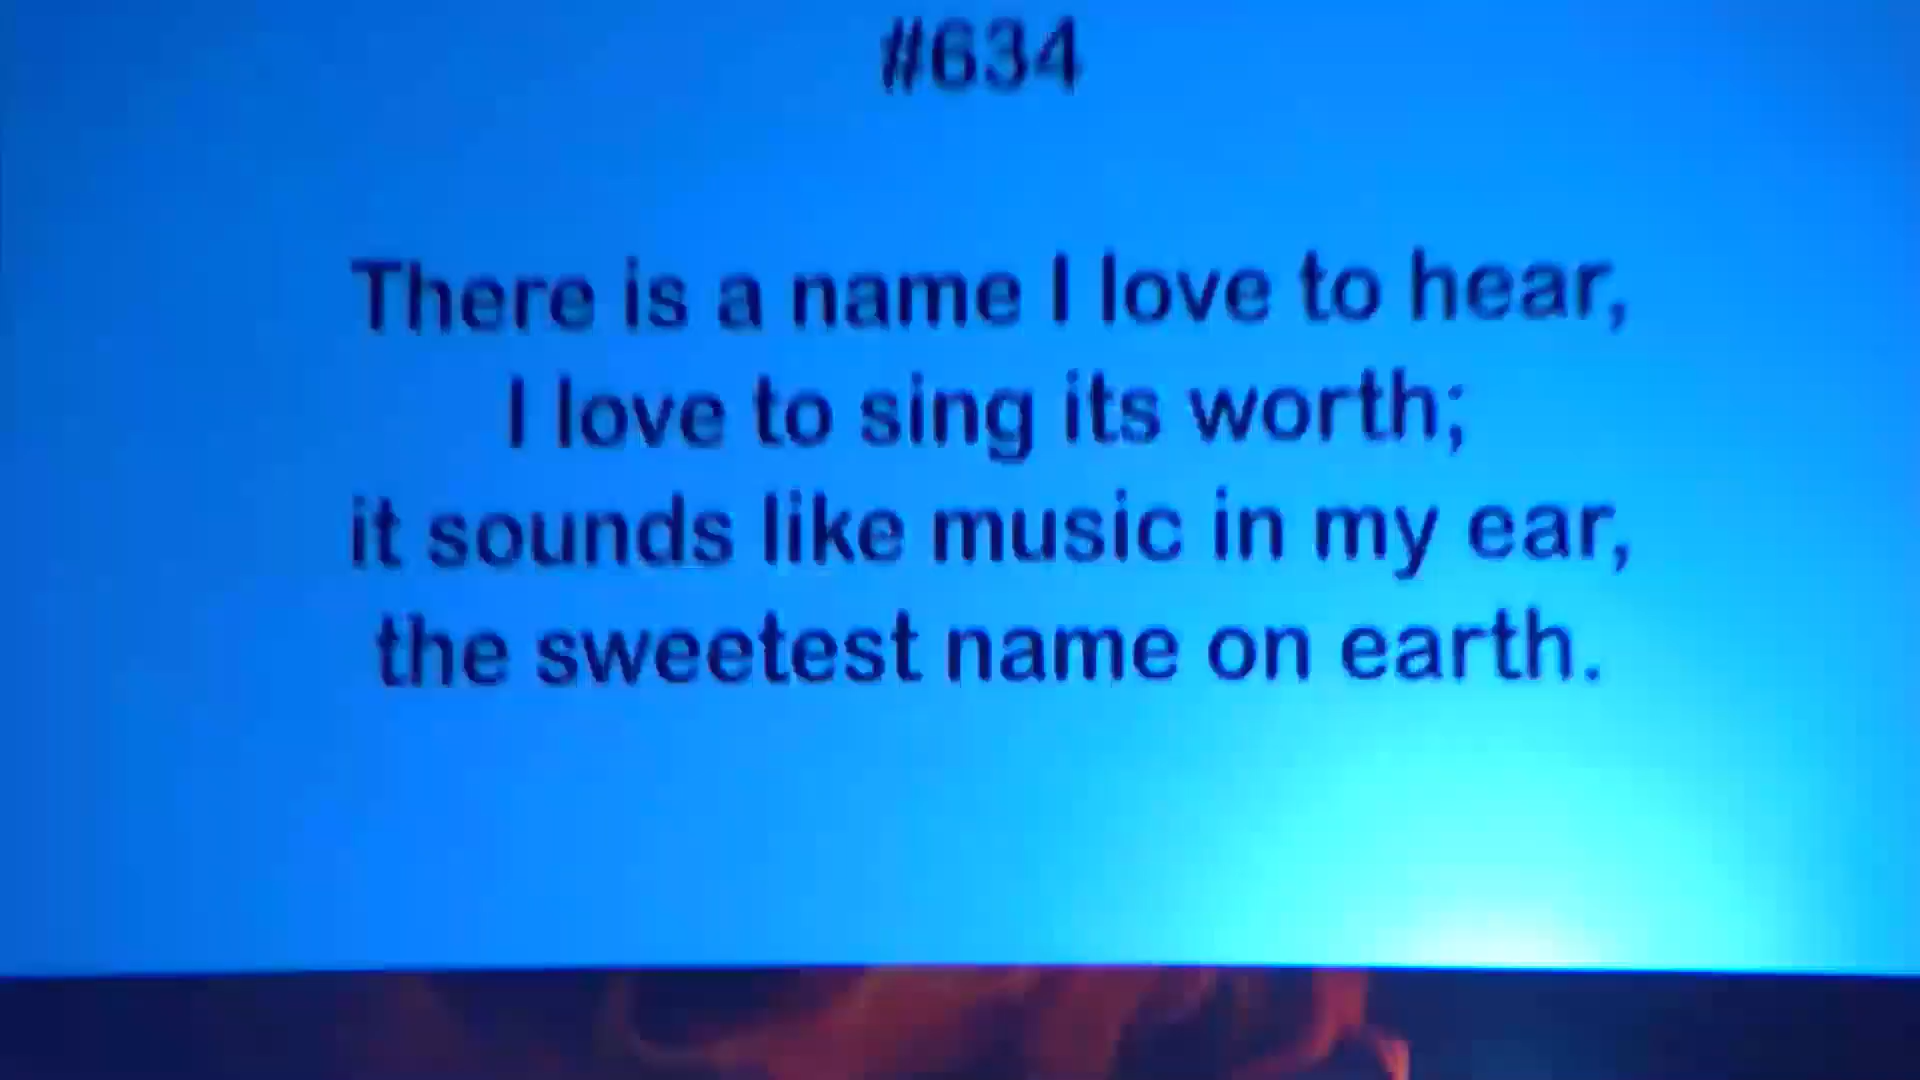 #634
There is a name I love to hear,
I love to sing its worth;
it sounds like music in my ear,
the sweetest name on earth.